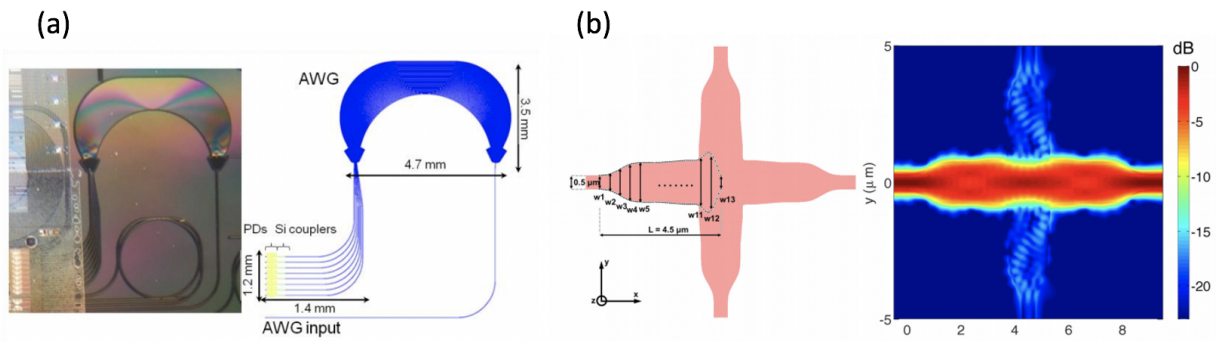 (a)
(b)
AWG
3.5 mm
4.7 mm
PDs Si couplers
1.2 mm
1.4 mm
AWG input
0.5 μm
w1
w2
w3
w4
w5
w11
w12
w13
L = 4.5 μm
y
z
x
y (μm)
5
0
-5
0 2 4 6 8
dB
0
-5
-10
-15
-20